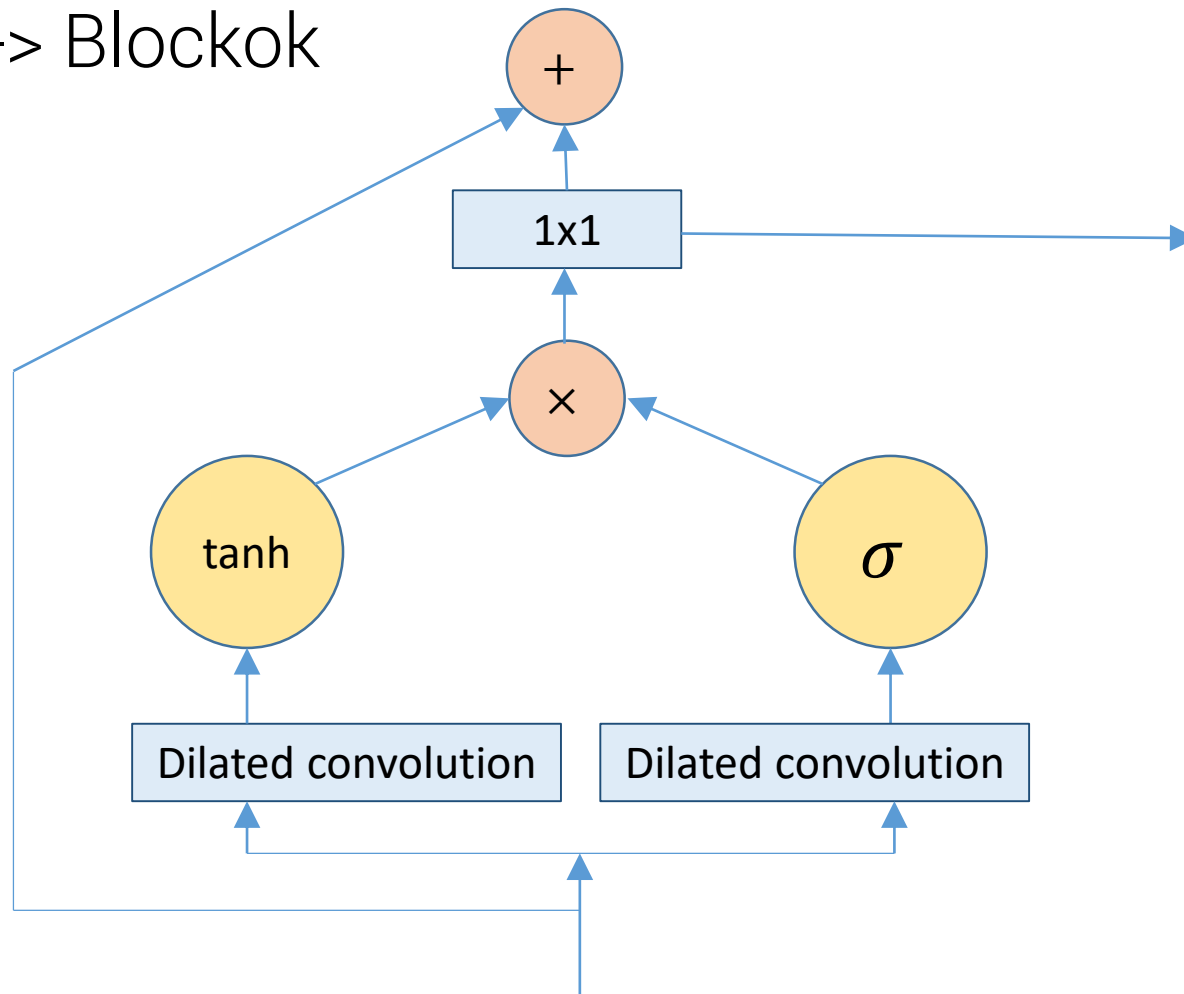 -> Blockok
+
1x1
×
tanh
σ
Dilated convolution
Dilated convolution